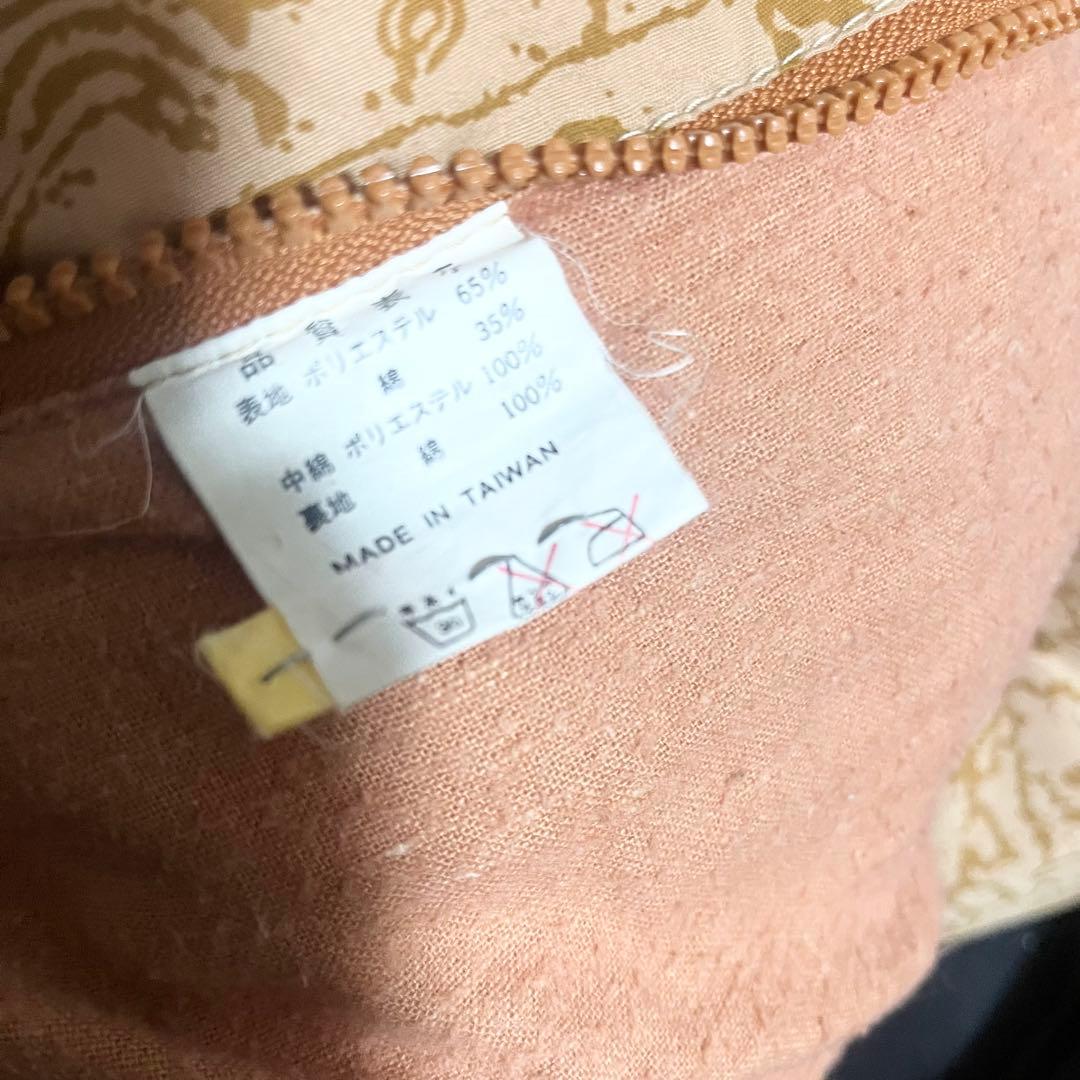 品質表示
表地 ポリエステル 65%
綿 35%
中綿 ポリエステル 100%
裏地 綿 100%
MADE IN TAIWAN